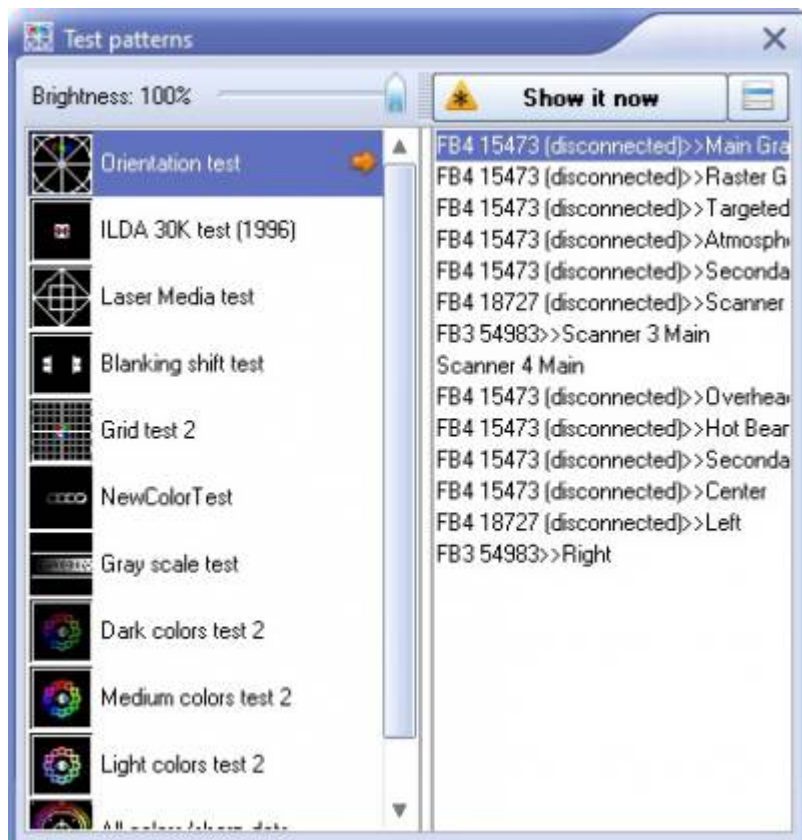 Test patterns
Brightness: 100%
Show it now
Orientation test
ILDA 30K test (1996)
Laser Media test
Blanking shift test
Grid test 2
NewColorTest
Gray scale test
Dark colors test 2
Medium colors test 2
Light colors test 2
FB4 15473 (disconnected)>>Main Gra
FB4 15473 (disconnected)>>Raster G
FB4 15473 (disconnected)>>Targeted
FB4 15473 (disconnected)>>Atmosph
FB4 15473 (disconnected)>>Seconda
FB4 18727 (disconnected)>>Scanner
FB3 54983>>Scanner 3 Main
Scanner 4 Main
FB4 15473 (disconnected)>>Overhea
FB4 15473 (disconnected)>>Hot Bear
FB4 15473 (disconnected)>>Seconda
FB4 15473 (disconnected)>>Center
FB4 18727 (disconnected)>>Left
FB3 54983>>Right